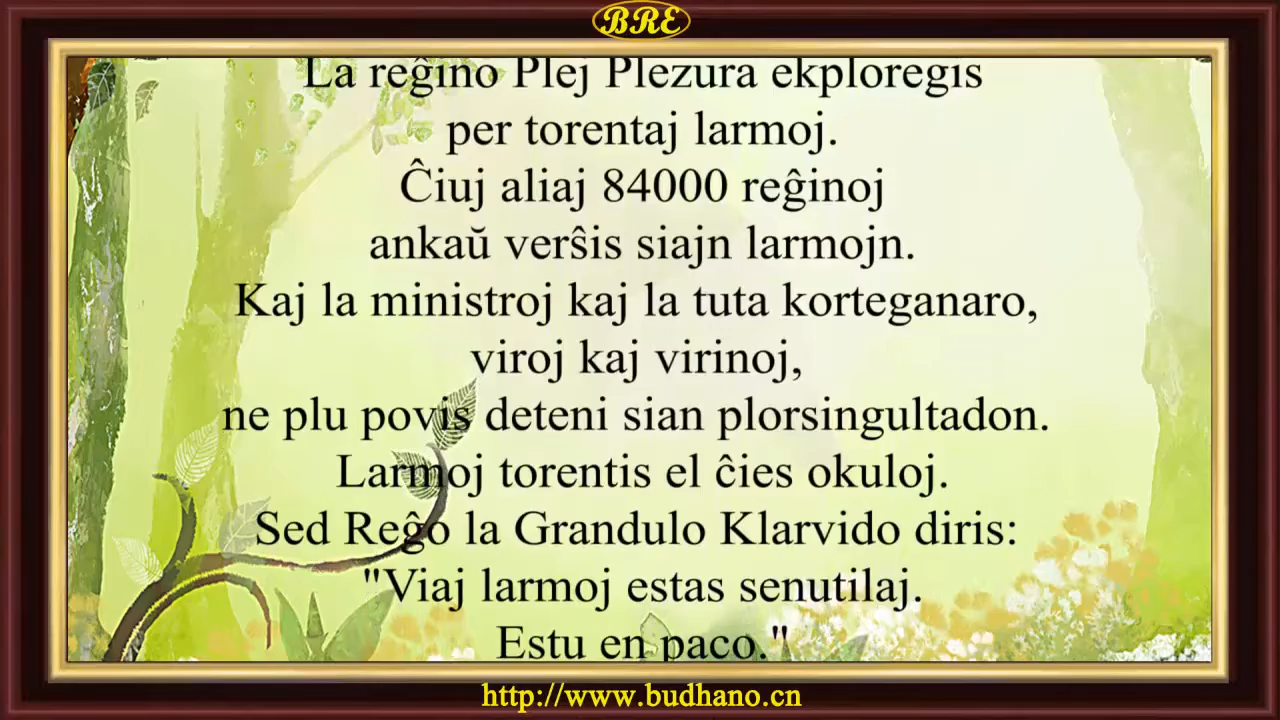 BRE
La reĝino Plej Plezura ekploregis
per torentaj larmoj.
Ĉiuj aliaj 84000 reĝinoj
ankaŭ verŝis siajn larmojn.
Kaj la ministroj kaj la tuta korteganaro,
viroj kaj virinoj,
ne plu povis deteni sian plorsingultadon.
Larmoj torentis el ĉies okuloj.
Sed Reĝo la Grandulo Klarvido diris:
"Viaj larmoj estas senutilaj.
Estu en paco."
http://www.budhano.cn